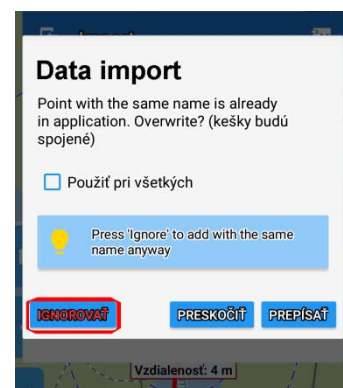 Data import
Point with the same name is already
in application. Overwrite? (kešky budú
spojené)
Použiť pri všetkých
Press 'Ignore' to add with the same
name anyway
IGNOROVAŤ PRESKOČIŤ PREPÍSAŤ
Vzdialenosť: 4 m